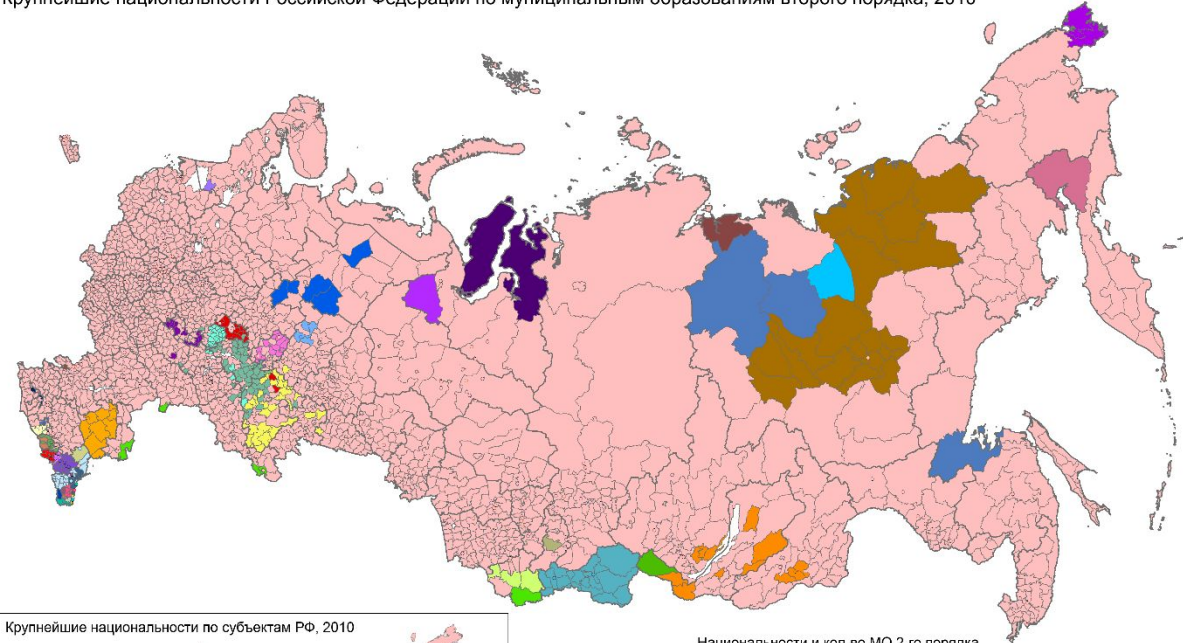 Крупнейшие национальности Российской Федерации по муниципальным образованиям второго порядка, 2010
Крупнейшие национальности по субъектам РФ, 2010
Национальности и кол-во МО 2-го порядка